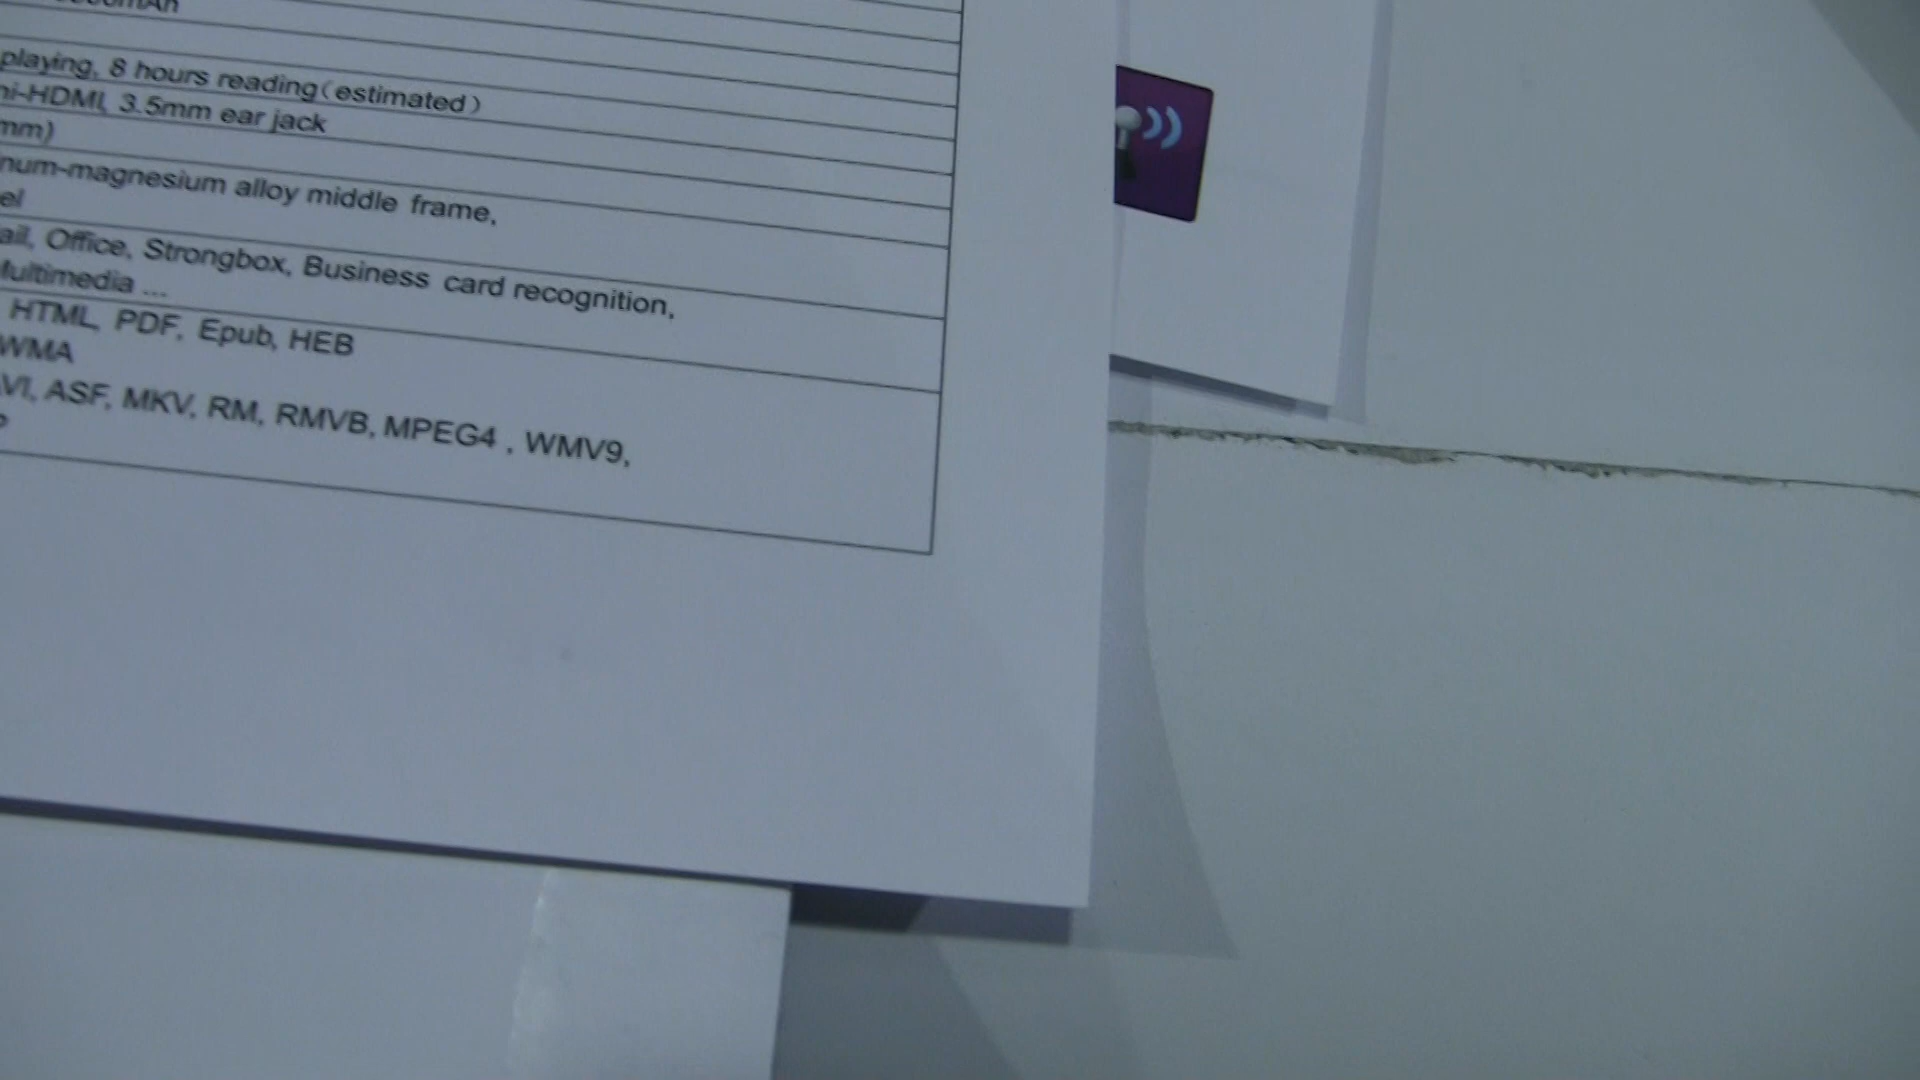 playing, 8 hours reading(estimated)
ni-HDMI, 3.5mm ear jack
mm)
num-magnesium alloy middle frame,
el
ail, Office, Strongbox, Business card recognition,
Multimedia ...
HTML, PDF, Epub, HEB
WMA
VI, ASF, MKV, RM, RMVB, MPEG4 , WMV9,